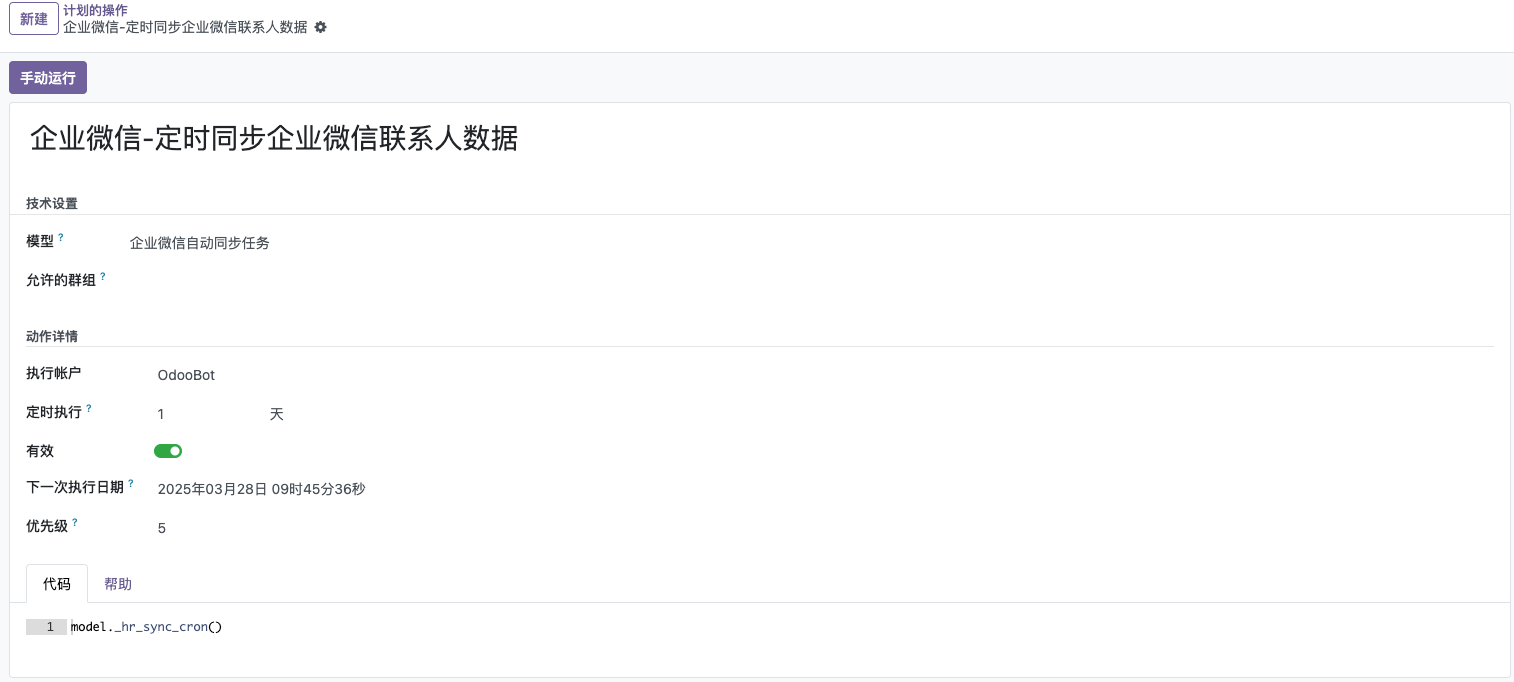 新建
计划的操作
企业微信-定时同步企业微信联系人数据
手动运行
企业微信-定时同步企业微信联系人数据
技术设置
模型 ? 企业微信自动同步任务
允许的群组 ?
动作详情
执行帐户 OdooBot
定时执行 ? 1 天
有效
下一次执行日期 ? 2025年03月28日 09时45分36秒
优先级 ? 5
代码 帮助
1 model._hr_sync_cron()